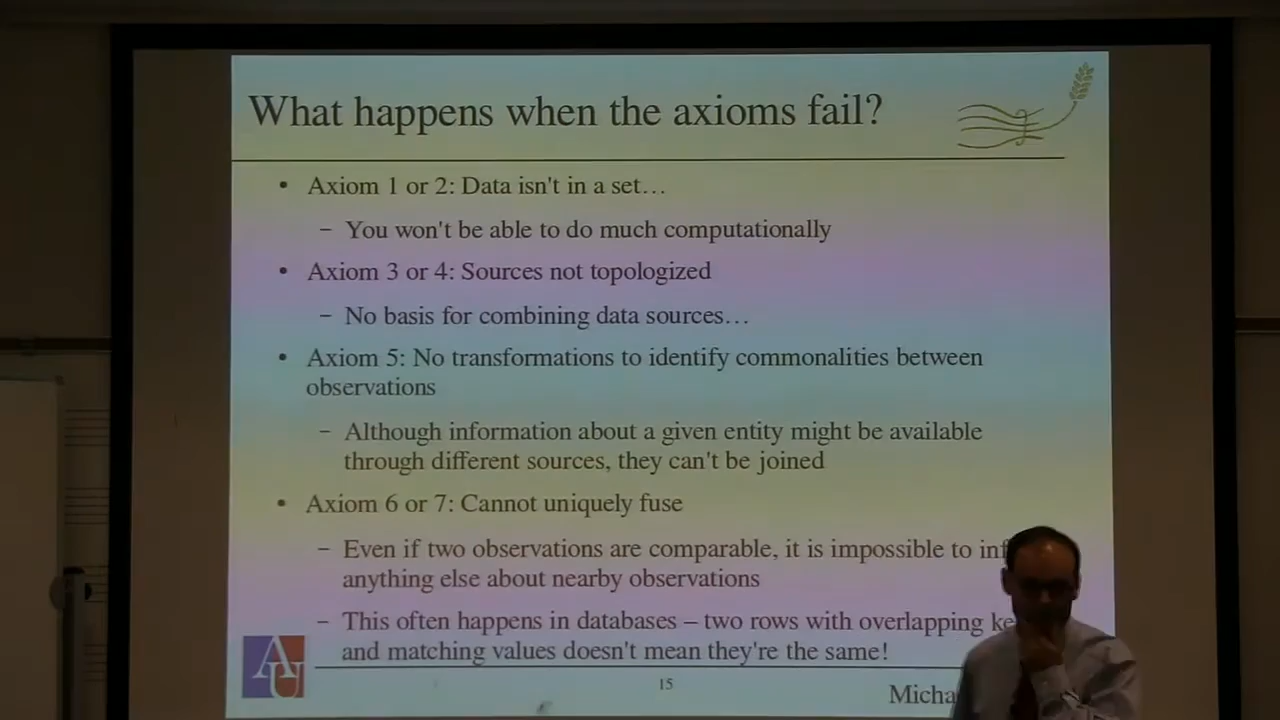 What happens when the axioms fail?
• Axiom 1 or 2: Data isn't in a set…
– You won't be able to do much computationally
• Axiom 3 or 4: Sources not topologized
– No basis for combining data sources…
• Axiom 5: No transformations to identify commonalities between
observations
– Although information about a given entity might be available
through different sources, they can't be joined
• Axiom 6 or 7: Cannot uniquely fuse
– Even if two observations are comparable, it is impossible to
anything else about nearby observations
– This often happens in databases – two rows with overlapping
and matching values doesn't mean they're the same!
AU
15